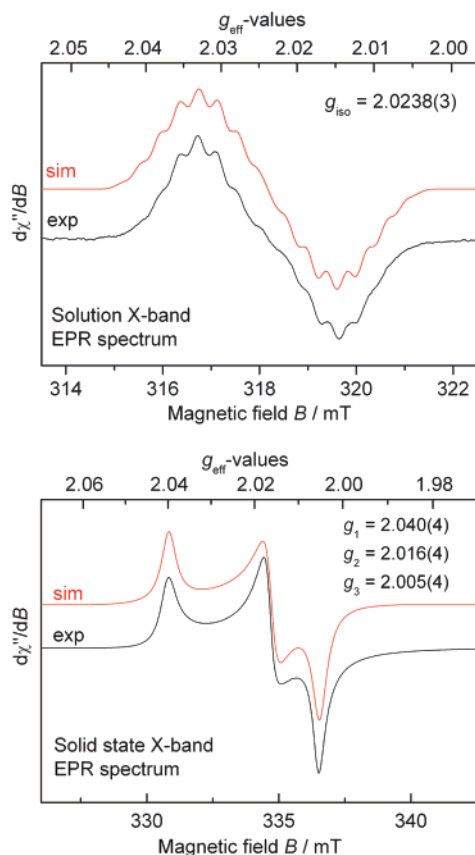 g_eff-values
2.05 2.04 2.03 2.02 2.01 2.00
g_iso = 2.0238(3)
sim
exp
dχ"/dB
Solution X-band
EPR spectrum
314 316 318 320 322
Magnetic field B / mT
g_eff-values
2.06 2.04 2.02 2.00 1.98
g_1 = 2.040(4)
g_2 = 2.016(4)
g_3 = 2.005(4)
sim
exp
dχ"/dB
Solid state X-band
EPR spectrum
330 335 340
Magnetic field B / mT